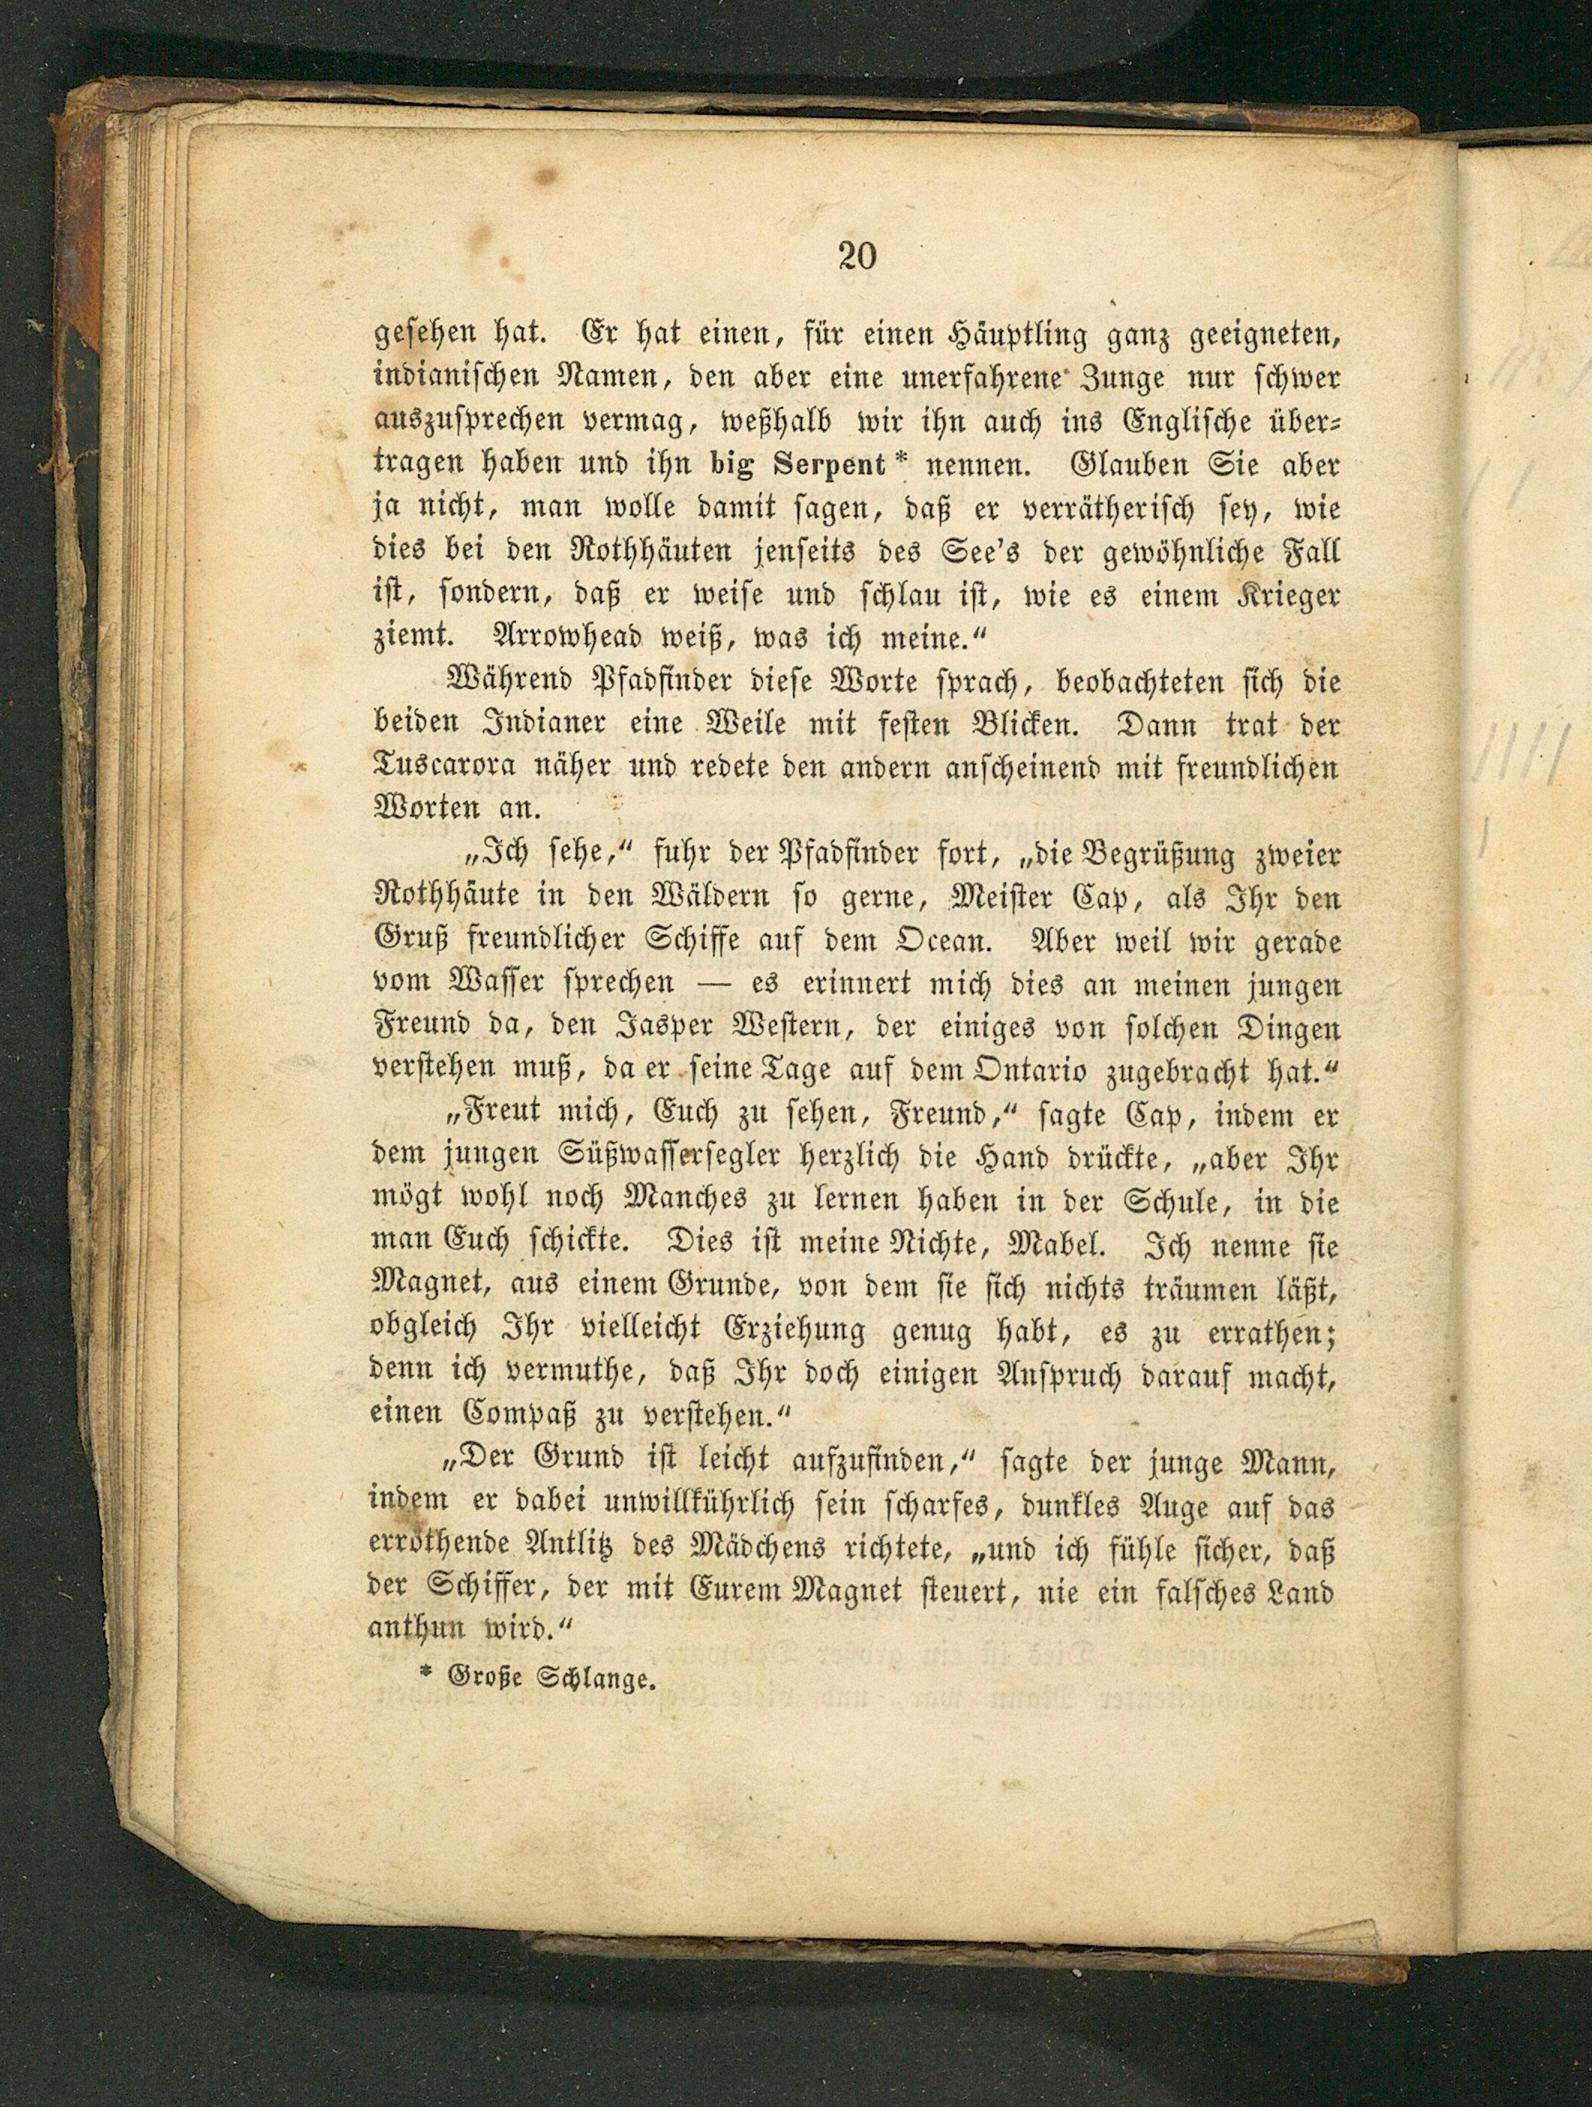 20
gesehen hat. Er hat einen, für einen Häuptling ganz geeigneten,
indianischen Namen, den aber eine unerfahrene Zunge nur schwer
auszusprechen vermag, weßhalb wir ihn auch ins Englische über-
tragen haben und ihn big Serpent* nennen. Glauben Sie aber
ja nicht, man wolle damit sagen, daß er verrätherisch sey, wie
dies bei den Rothhäuten jenseits des See's der gewöhnliche Fall
ist, sondern, daß er weise und schlau ist, wie es einem Krieger
ziemt. Arrowhead weiß, was ich meine.“
Während Pfadfinder diese Worte sprach, beobachteten sich die
beiden Indianer eine Weile mit festen Blicken. Dann trat der
Tuscarora näher und redete den andern anscheinend mit freundlichen
Worten an.
„Ich sehe,“ fuhr der Pfadfinder fort, „die Begrüßung zweier
Rothhäute in den Wäldern so gerne, Meister Cap, als Ihr den
Gruß freundlicher Schiffe auf dem Ocean. Aber weil wir gerade
vom Wasser sprechen — es erinnert mich dies an meinen jungen
Freund da, den Jasper Western, der einiges von solchen Dingen
verstehen muß, da er seine Tage auf dem Ontario zugebracht hat.“
„Freut mich, Euch zu sehen, Freund,“ sagte Cap, indem er
dem jungen Süßwassersegler herzlich die Hand drückte, „aber Ihr
mögt wohl noch Manches zu lernen haben in der Schule, in die
man Euch schickte. Dies ist meine Nichte, Mabel. Ich nenne sie
Magnet, aus einem Grunde, von dem sie sich nichts träumen läßt,
obgleich Ihr vielleicht Erziehung genug habt, es zu errathen;
denn ich vermuthe, daß Ihr doch einigen Anspruch darauf macht,
einen Compaß zu verstehen.“
„Der Grund ist leicht aufzufinden,“ sagte der junge Mann,
indem er dabei unwillkührlich sein scharfes, dunkles Auge auf das
erröthende Antlitz des Mädchens richtete, „und ich fühle sicher, daß
der Schiffer, der mit Eurem Magnet steuert, nie ein falsches Land
anthun wird.“
* Große Schlange.